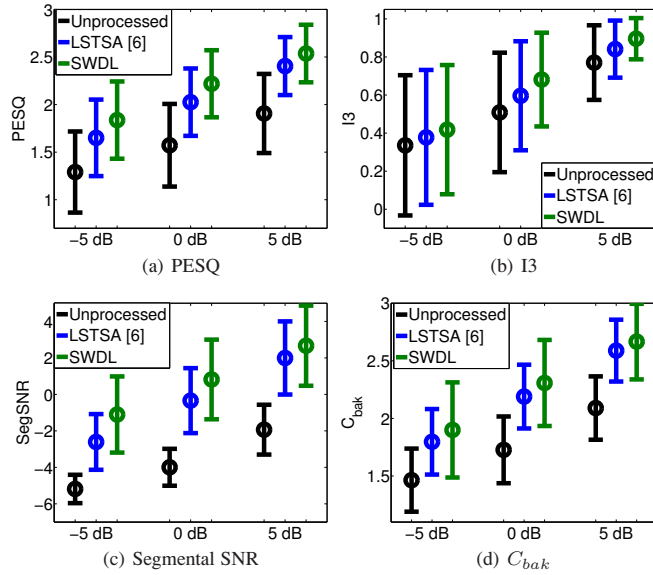 3
2.5
2
1.5
1
PESQ
Unprocessed
LSTSA [6]
SWDL
−5 dB
0 dB
5 dB
(a) PESQ
1
0.8
0.6
0.4
0.2
0
I3
Unprocessed
LSTSA [6]
SWDL
−5 dB
0 dB
5 dB
(b) I3
4
2
0
−2
−4
−6
SegSNR
Unprocessed
LSTSA [6]
SWDL
−5 dB
0 dB
5 dB
(c) Segmental SNR
3
2.5
2
1.5
C_bak
Unprocessed
LSTSA [6]
SWDL
−5 dB
0 dB
5 dB
(d) C_bak